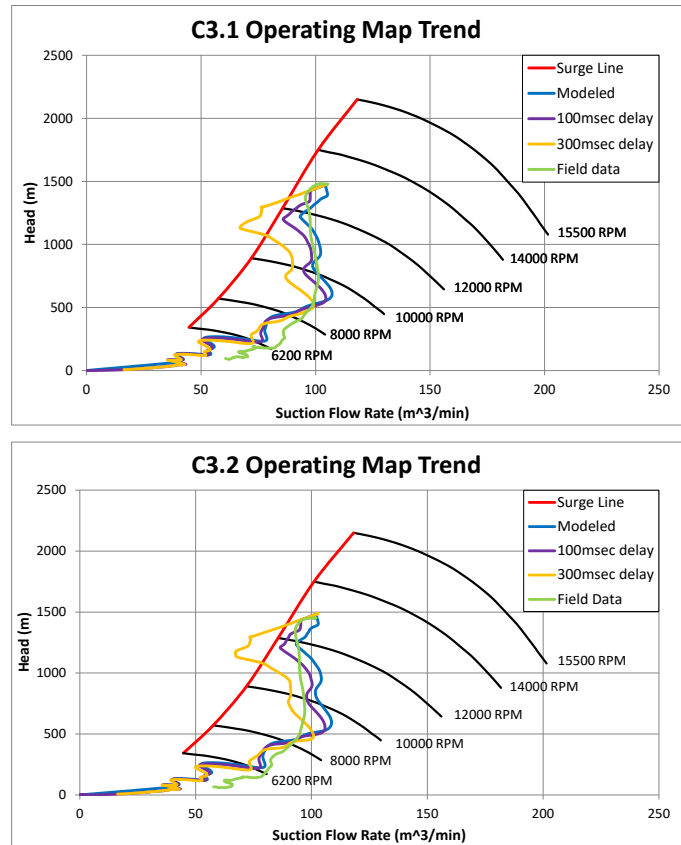 C3.1 Operating Map Trend
2500
2000
1500
1000
500
0
Head (m)
Surge Line
Modeled
100msec delay
300msec delay
Field data
15500 RPM
14000 RPM
12000 RPM
10000 RPM
8000 RPM
6200 RPM
0 50 100 150 200 250
Suction Flow Rate (m^3/min)
C3.2 Operating Map Trend
2500
2000
1500
1000
500
0
Head (m)
Surge Line
Modeled
100msec delay
300msec delay
Field Data
15500 RPM
14000 RPM
12000 RPM
10000 RPM
8000 RPM
6200 RPM
0 50 100 150 200 250
Suction Flow Rate (m^3/min)